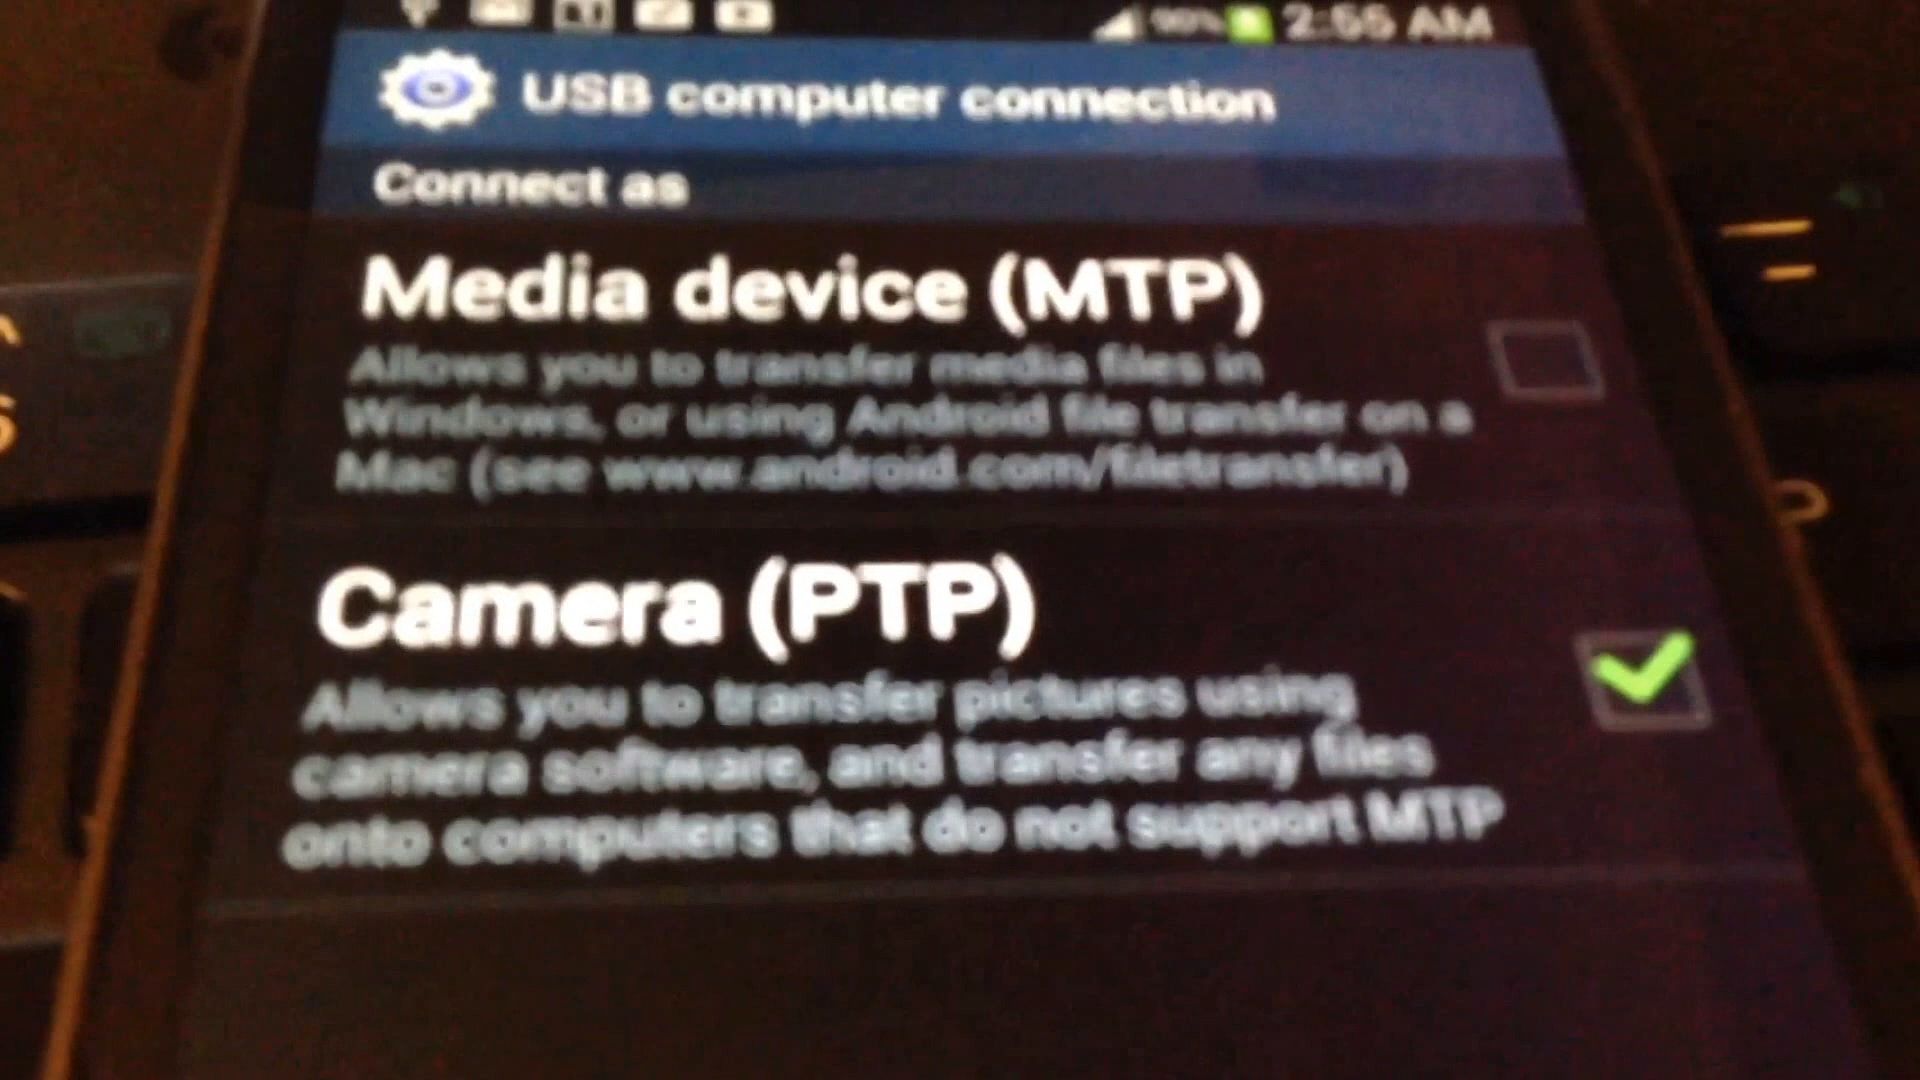 90% 2:55 AM
USB computer connection
Connect as
Media device (MTP)
Allows you to transfer media files in
Windows, or using Android file transfer on a
Mac (see www.android.com/filetransfer)
Camera (PTP)
Allows you to transfer pictures using
camera software, and transfer any files
onto computers that do not support MTP